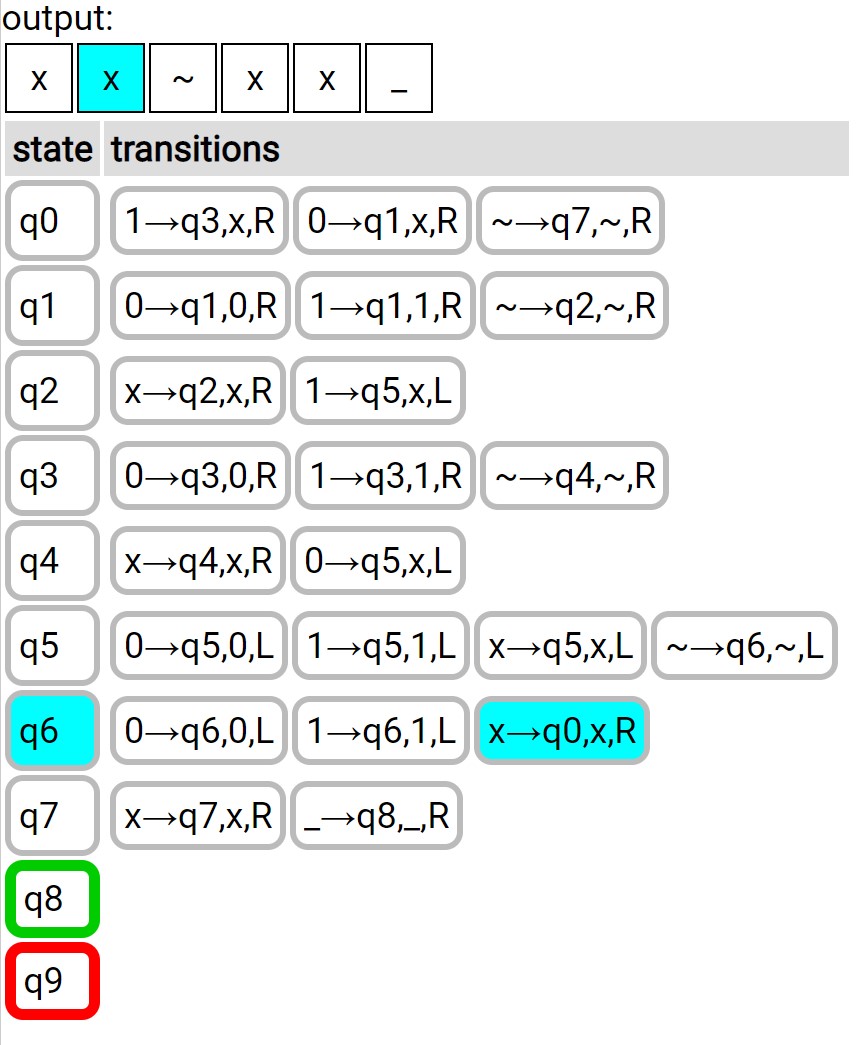 output:
x x ~ x x _
state transitions
q0 1→q3,x,R 0→q1,x,R ~→q7,~,R
q1 0→q1,0,R 1→q1,1,R ~→q2,~,R
q2 x→q2,x,R 1→q5,x,L
q3 0→q3,0,R 1→q3,1,R ~→q4,~,R
q4 x→q4,x,R 0→q5,x,L
q5 0→q5,0,L 1→q5,1,L x→q5,x,L ~→q6,~,L
q6 0→q6,0,L 1→q6,1,L x→q0,x,R
q7 x→q7,x,R _→q8,_,R
q8
q9